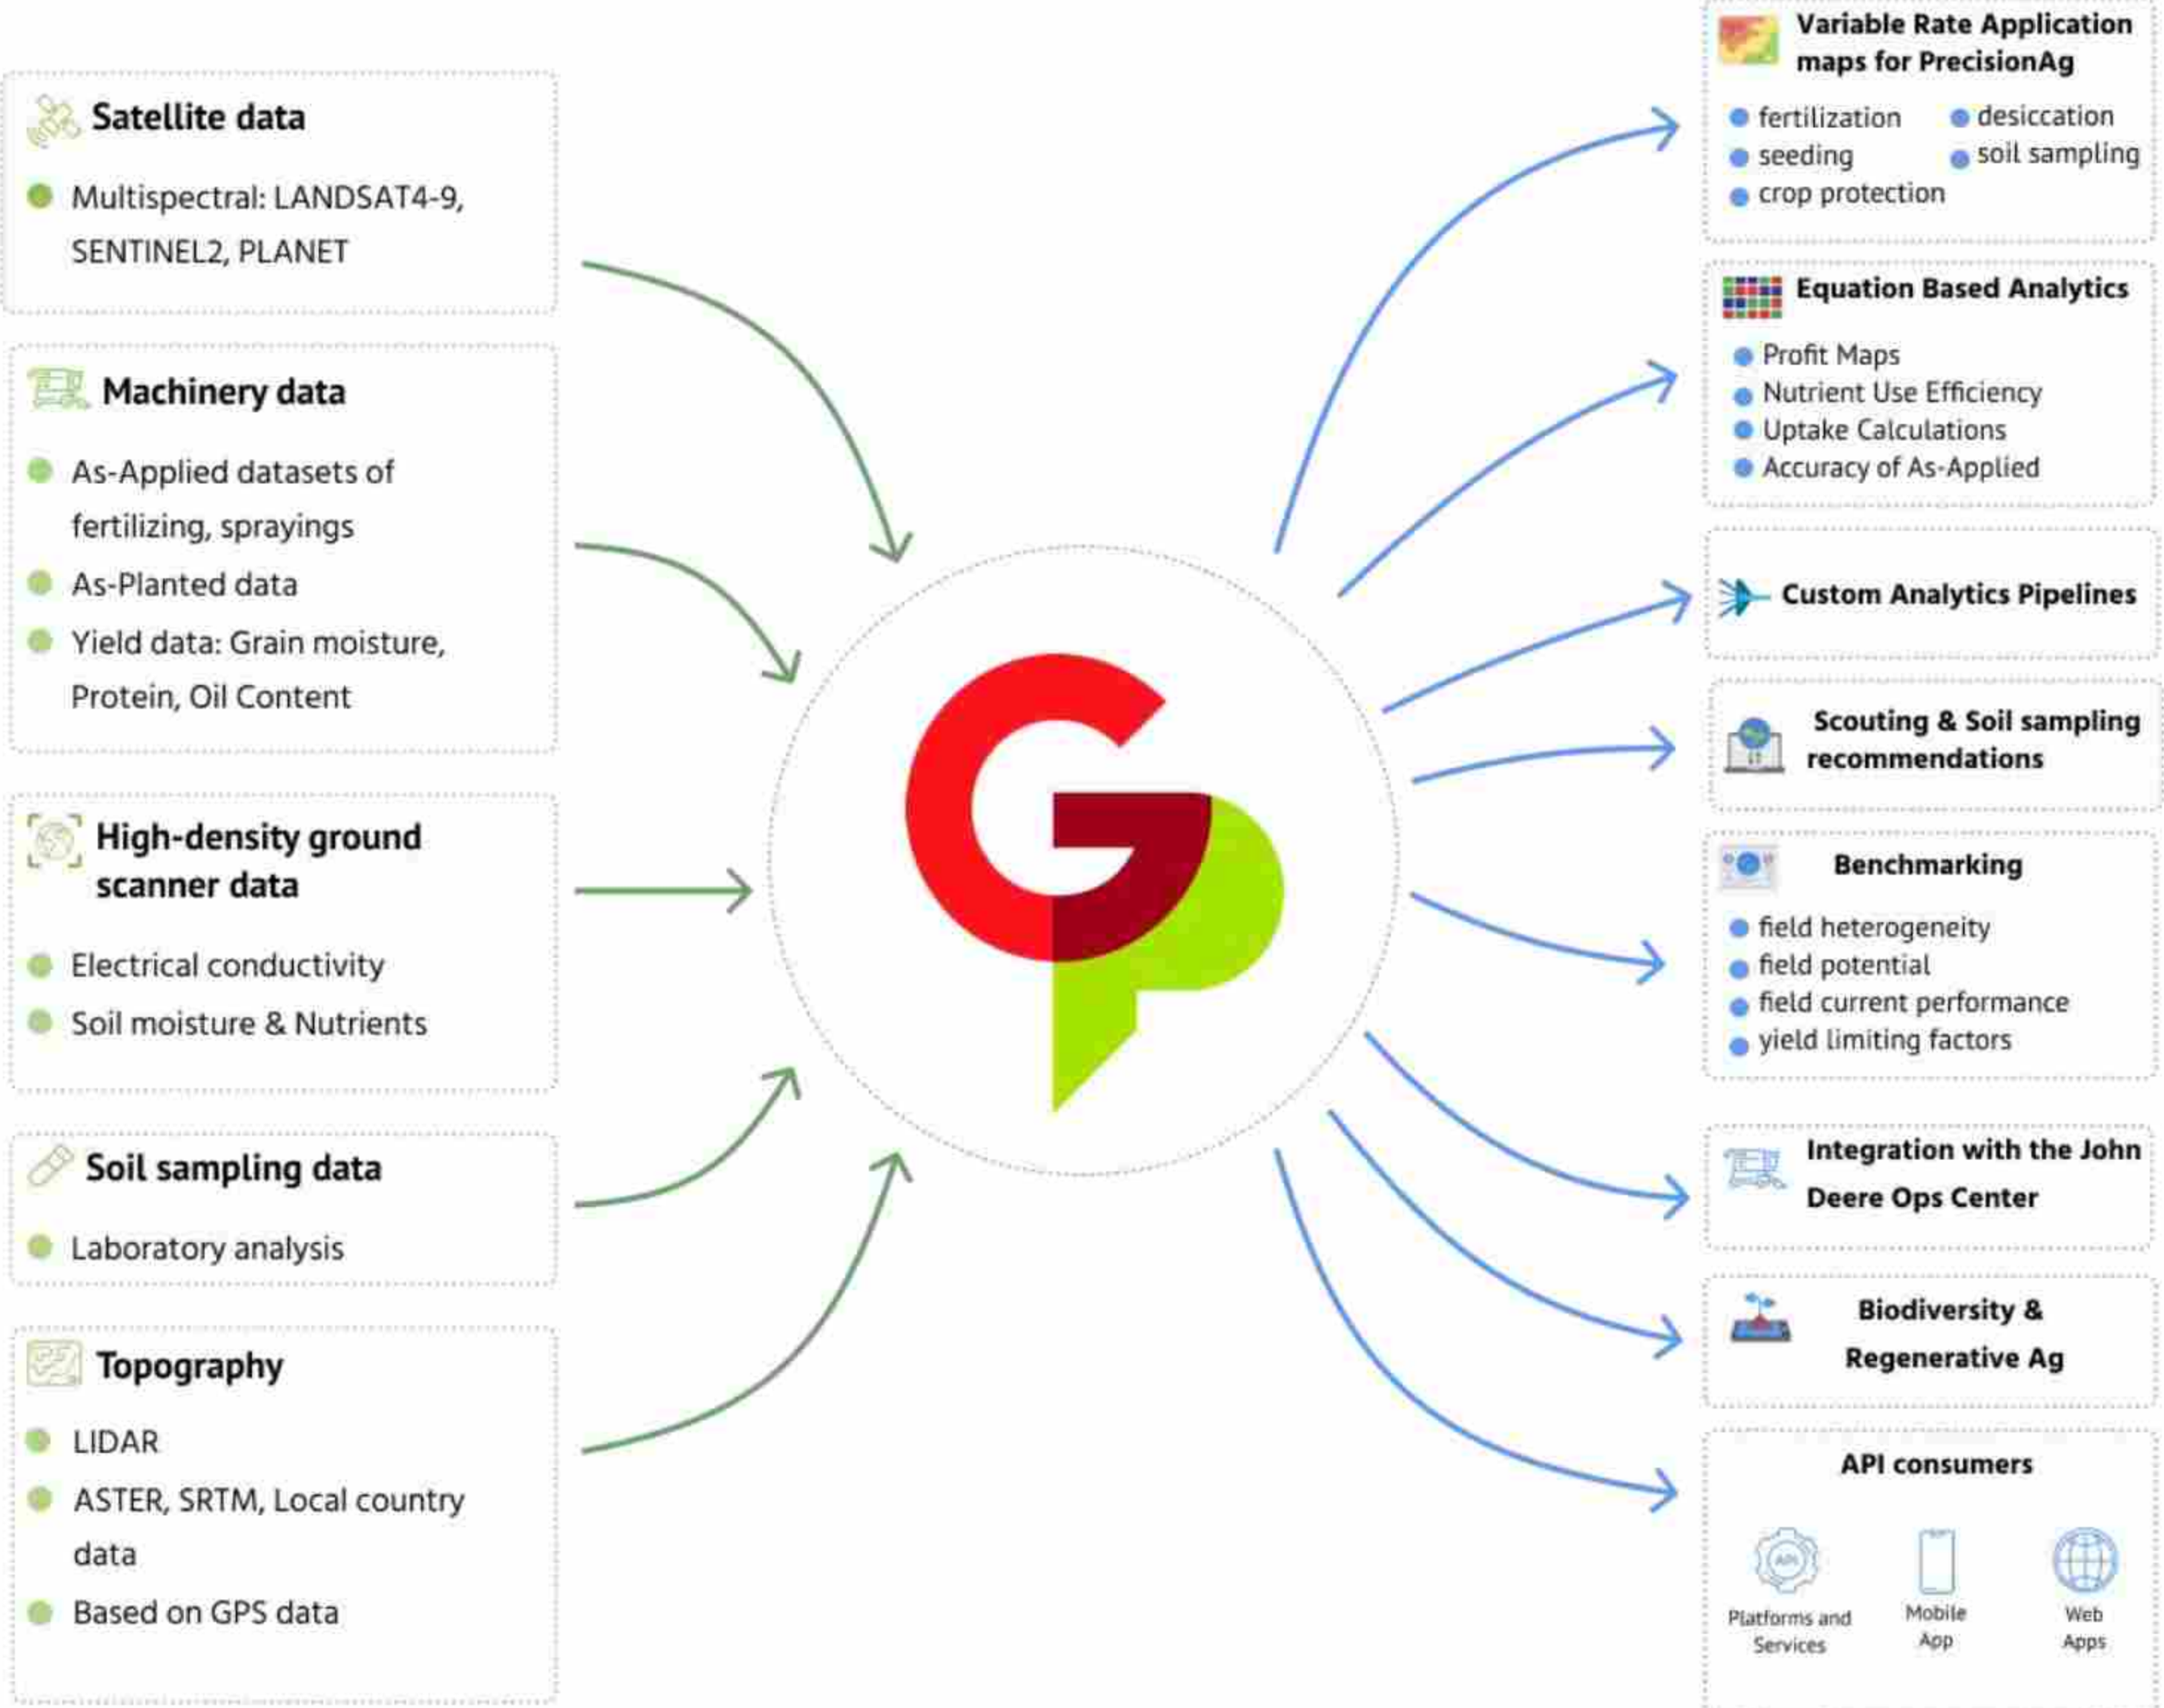 Satellite data
Multispectral: LANDSAT4-9,
SENTINEL2, PLANET
Machinery data
As-Applied datasets of
fertilizing, sprayings
As-Planted data
Yield data: Grain moisture,
Protein, Oil Content
High-density ground
scanner data
Electrical conductivity
Soil moisture & Nutrients
Soil sampling data
Laboratory analysis
Topography
LIDAR
ASTER, SRTM, Local country
data
Based on GPS data
GP
Variable Rate Application
maps for PrecisionAg
fertilization
desiccation
seeding
soil sampling
crop protection
Equation Based Analytics
Profit Maps
Nutrient Use Efficiency
Uptake Calculations
Accuracy of As-Applied
Custom Analytics Pipelines
Scouting & Soil sampling
recommendations
Benchmarking
field heterogeneity
field potential
field current performance
yield limiting factors
Integration with the John
Deere Ops Center
Biodiversity &
Regenerative Ag
API consumers
API
Platforms and
Services
Mobile
App
Web
Apps